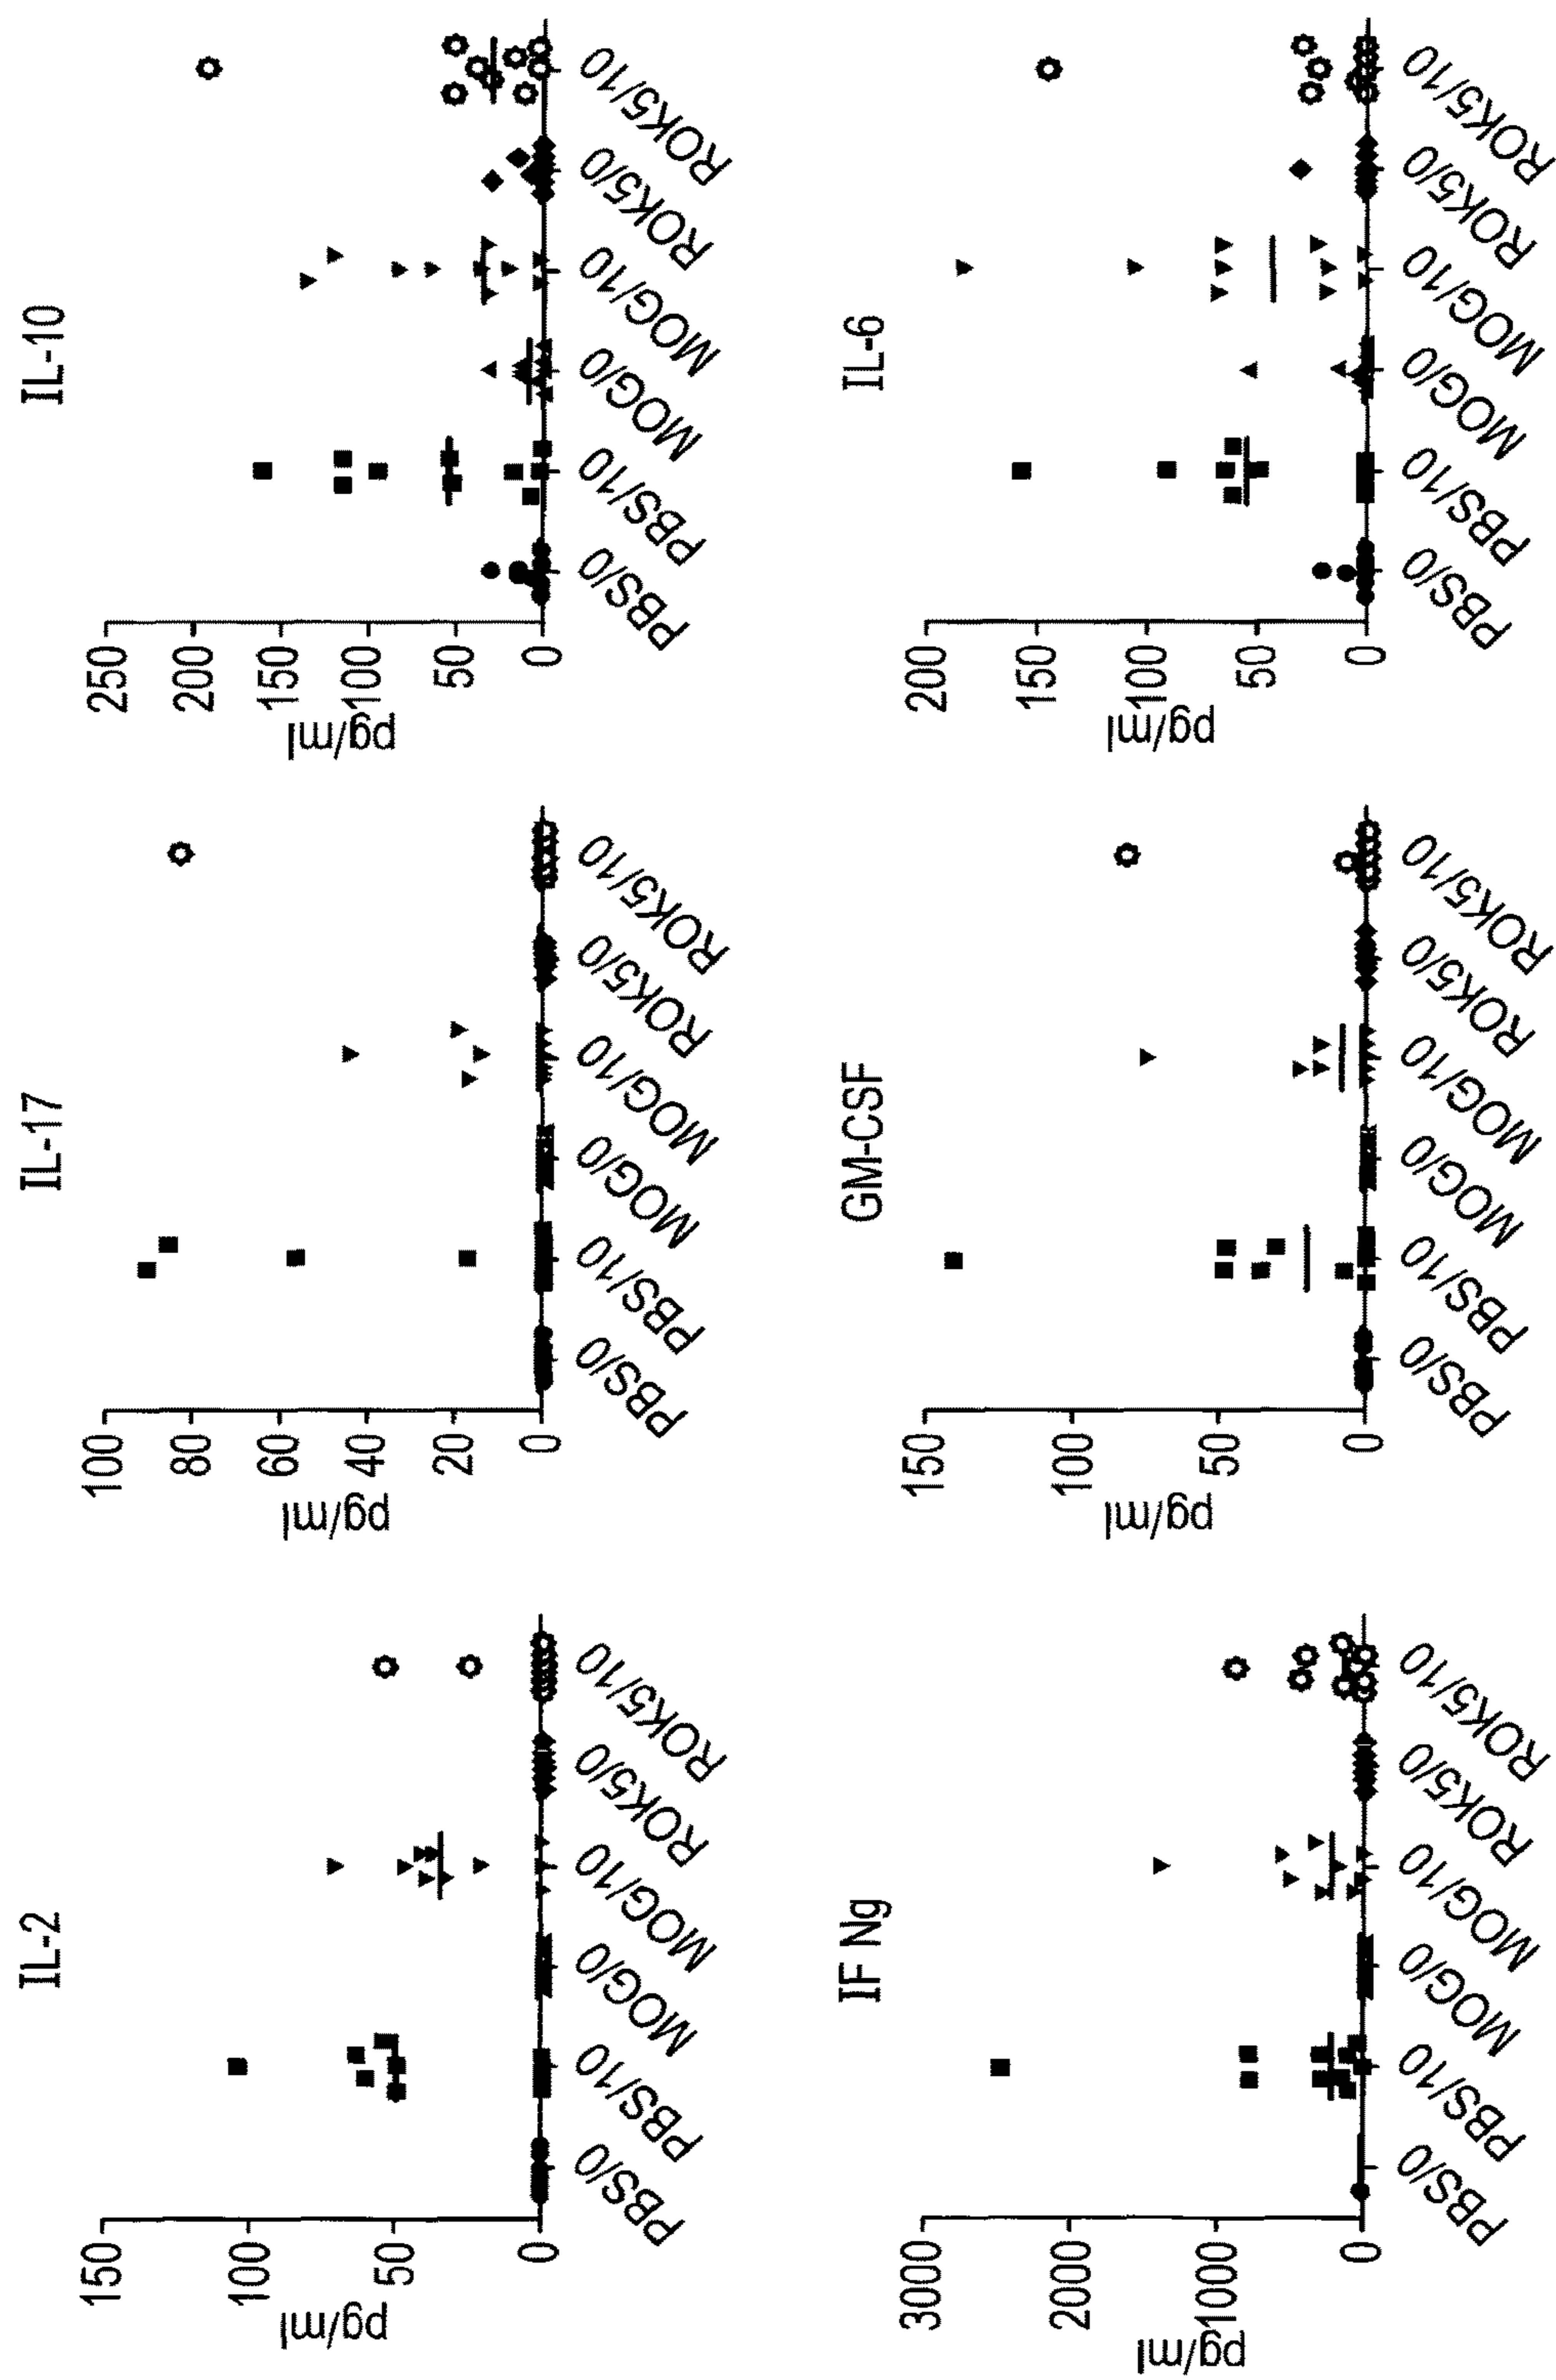 IL-2
pg/ml
150
100
50
0
PBS/0
PBS/10
MOG/0
MOG/10
ROK5/0
ROK5/10
IL-17
pg/ml
100
80
60
40
20
0
PBS/0
PBS/10
MOG/0
MOG/10
ROK5/0
ROK5/10
IL-10
pg/ml
250
200
150
100
50
0
PBS/0
PBS/10
MOG/0
MOG/10
ROK5/0
ROK5/10
IF Ng
pg/ml
3000
2000
1000
0
PBS/0
PBS/10
MOG/0
MOG/10
ROK5/0
ROK5/10
GM-CSF
pg/ml
150
100
50
0
PBS/0
PBS/10
MOG/0
MOG/10
ROK5/0
ROK5/10
IL-6
pg/ml
200
150
100
50
0
PBS/0
PBS/10
MOG/0
MOG/10
ROK5/0
ROK5/10